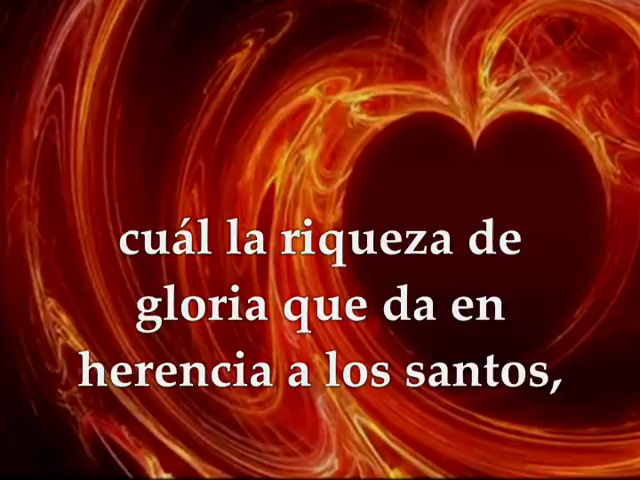 cuál la riqueza de
gloria que da en
herencia a los santos,